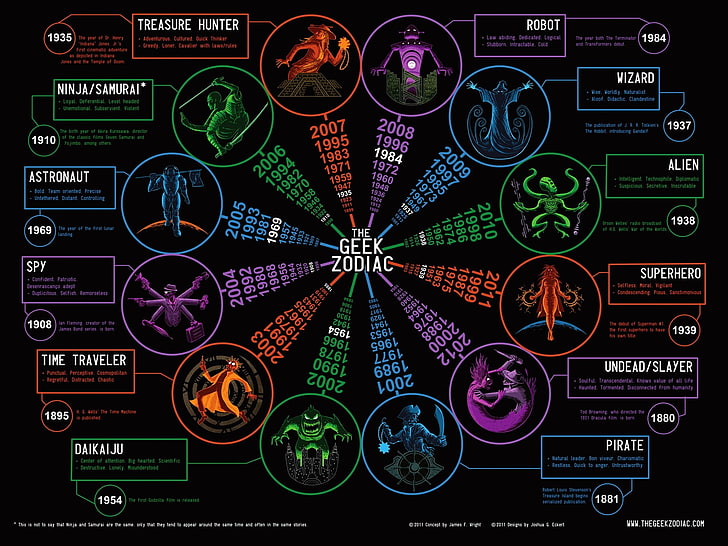 TREASURE HUNTER
• Adventurous, Cultured, Quick Thinker
• Greedy, Loner, Cavalier with laws/rules
1935
The year of Dr. Henry
"Indiana" Jones Jr.'s
first cinematic adventure
as depicted in Indiana
Jones and the Temple of Doom.
ROBOT
• Law abiding, Dedicated, Logical
• Stubborn, Intractable, Cold
The year both The Terminator
and Transformers debut.
1984
NINJA/SAMURAI*
• Loyal, Deferential, Level headed
• Unemotional, Subservient, Violent
1910
The birth year of Akira Kurosawa, director
of the classic films Seven Samurai and
Yojimbo, among others.
WIZARD
• Wise, Worldly, Naturalist
• Aloof, Didactic, Clandestine
The publication of J. R. R. Tolkien's
The Hobbit introducing Gandalf.
1937
ASTRONAUT
• Bold, Team oriented, Precise
• Untethered, Distant, Controlling
1969
The year of the first lunar
landing.
ALIEN
• Intelligent, Technophile, Diplomatic
• Suspicious, Secretive, Inscrutable
Orson Welles' radio broadcast
of H.G. Wells' War of the Worlds.
1938
SPY
• Confident, Patriotic,
Reconnaissance adept
• Duplicitous, Selfish, Remorseless
1908
Ian Fleming, creator of the
James Bond series, is born.
SUPERHERO
• Selfless, Moral, Vigilant
• Condescending, Pious, Sanctimonious
The debut of Superman #1
the first superhero to have
his own title.
1939
TIME TRAVELER
• Punctual, Perceptive, Cosmopolitan
• Regretful, Distracted, Chaotic
1895
H. G. Wells' The Time Machine
is published.
UNDEAD/SLAYER
• Soulful, Transcendental, Knows value of all life
• Haunted, Tormented, Disconnected from humanity
Tod Browning, who directed the
1931 Dracula film, is born.
1880
DAIKAIJU
• Center of attention, Big hearted, Scientific
• Destructive, Lonely, Misunderstood
1954
The first Godzilla film is released.
PIRATE
• Natural leader, Bon viveur, Charismatic
• Restless, Quick to anger, Untrustworthy
Robert Louis Stevenson's
Treasure Island begins
serialized publication.
1881
THE
GEEK
ZODIAC
2007
1995
1983
1971
1959
1947
1935
2008
1996
1984
1972
1960
1948
2009
1997
1985
1937
2010
1998
1986
1974
1962
1938
2011
1999
1987
1975
1963
1939
2012
2000
1988
1976
2001
1989
1977
1965
1953
2002
1990
1978
1966
1954
1942
2003
1991
1979
1967
2004
1992
1980
1968
1956
1944
2005
1993
1981
1969
1957
2006
1994
1982
1970
1958
* This is not to say that Ninja and Samurai are the same, only that they tend to appear around the same time and often in the same stories.
©2011 Concept by James F. Wright ©2011 Designs by Joshua G. Eckert
WWW.THEGEEKZODIAC.COM